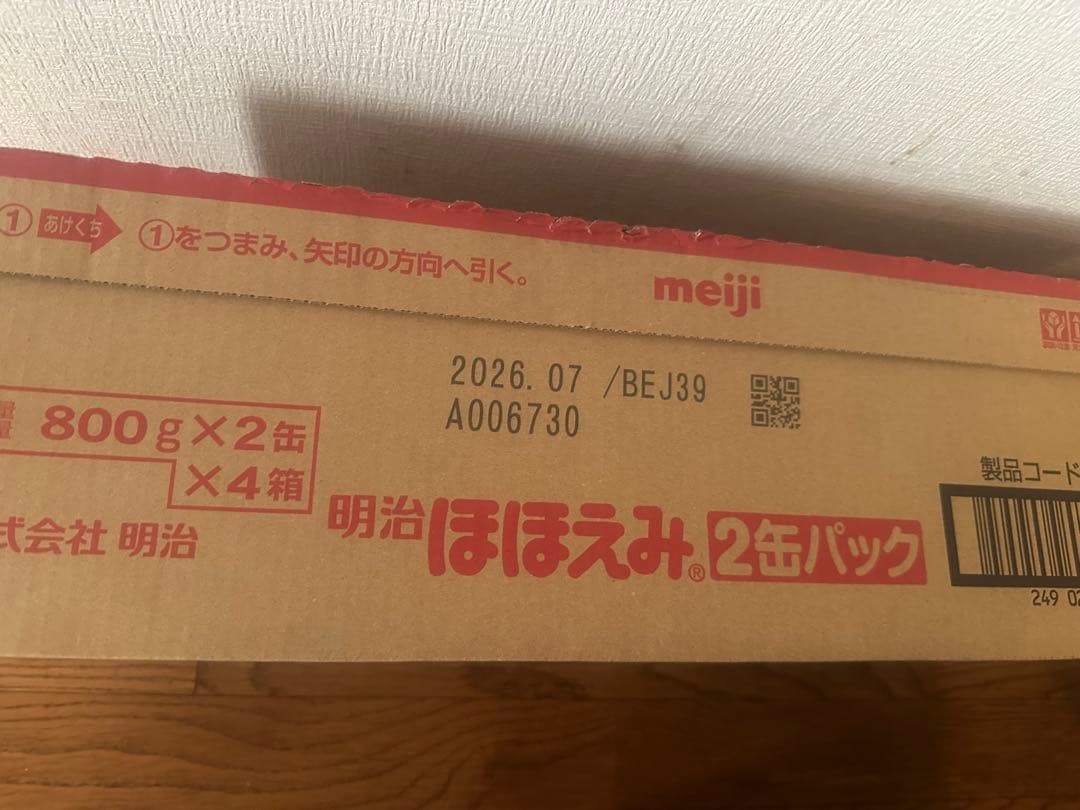 ① あけくち ①をつまみ、矢印の方向へ引く。
meiji
2026.07 /BEJ39
A006730
量 800g×2缶
×4箱
式会社 明治
明治ほほえみ® 2缶パック
製品コード
249 02